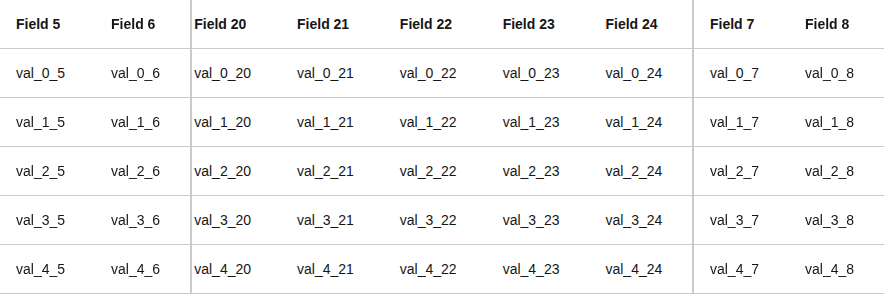 Field 5 Field 6 Field 20 Field 21 Field 22 Field 23 Field 24 Field 7 Field 8
val_0_5 val_0_6 val_0_20 val_0_21 val_0_22 val_0_23 val_0_24 val_0_7 val_0_8
val_1_5 val_1_6 val_1_20 val_1_21 val_1_22 val_1_23 val_1_24 val_1_7 val_1_8
val_2_5 val_2_6 val_2_20 val_2_21 val_2_22 val_2_23 val_2_24 val_2_7 val_2_8
val_3_5 val_3_6 val_3_20 val_3_21 val_3_22 val_3_23 val_3_24 val_3_7 val_3_8
val_4_5 val_4_6 val_4_20 val_4_21 val_4_22 val_4_23 val_4_24 val_4_7 val_4_8